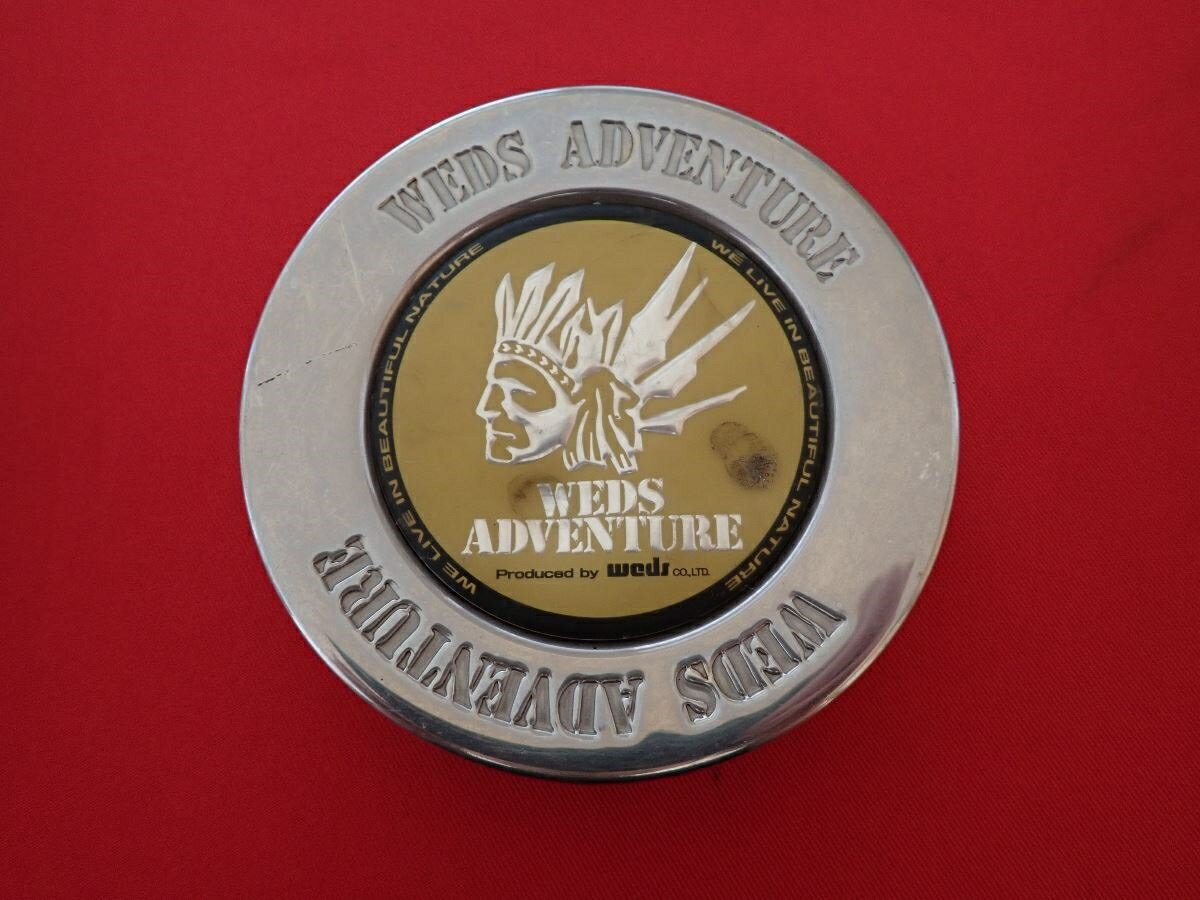 WEDS ADVENTURE
WE LIVE IN BEAUTIFUL NATURE
WE LIVE IN BEAUTIFUL NATURE
WEDS
ADVENTURE
Produced by weds CO.,LTD.
WEDS ADVENTURE